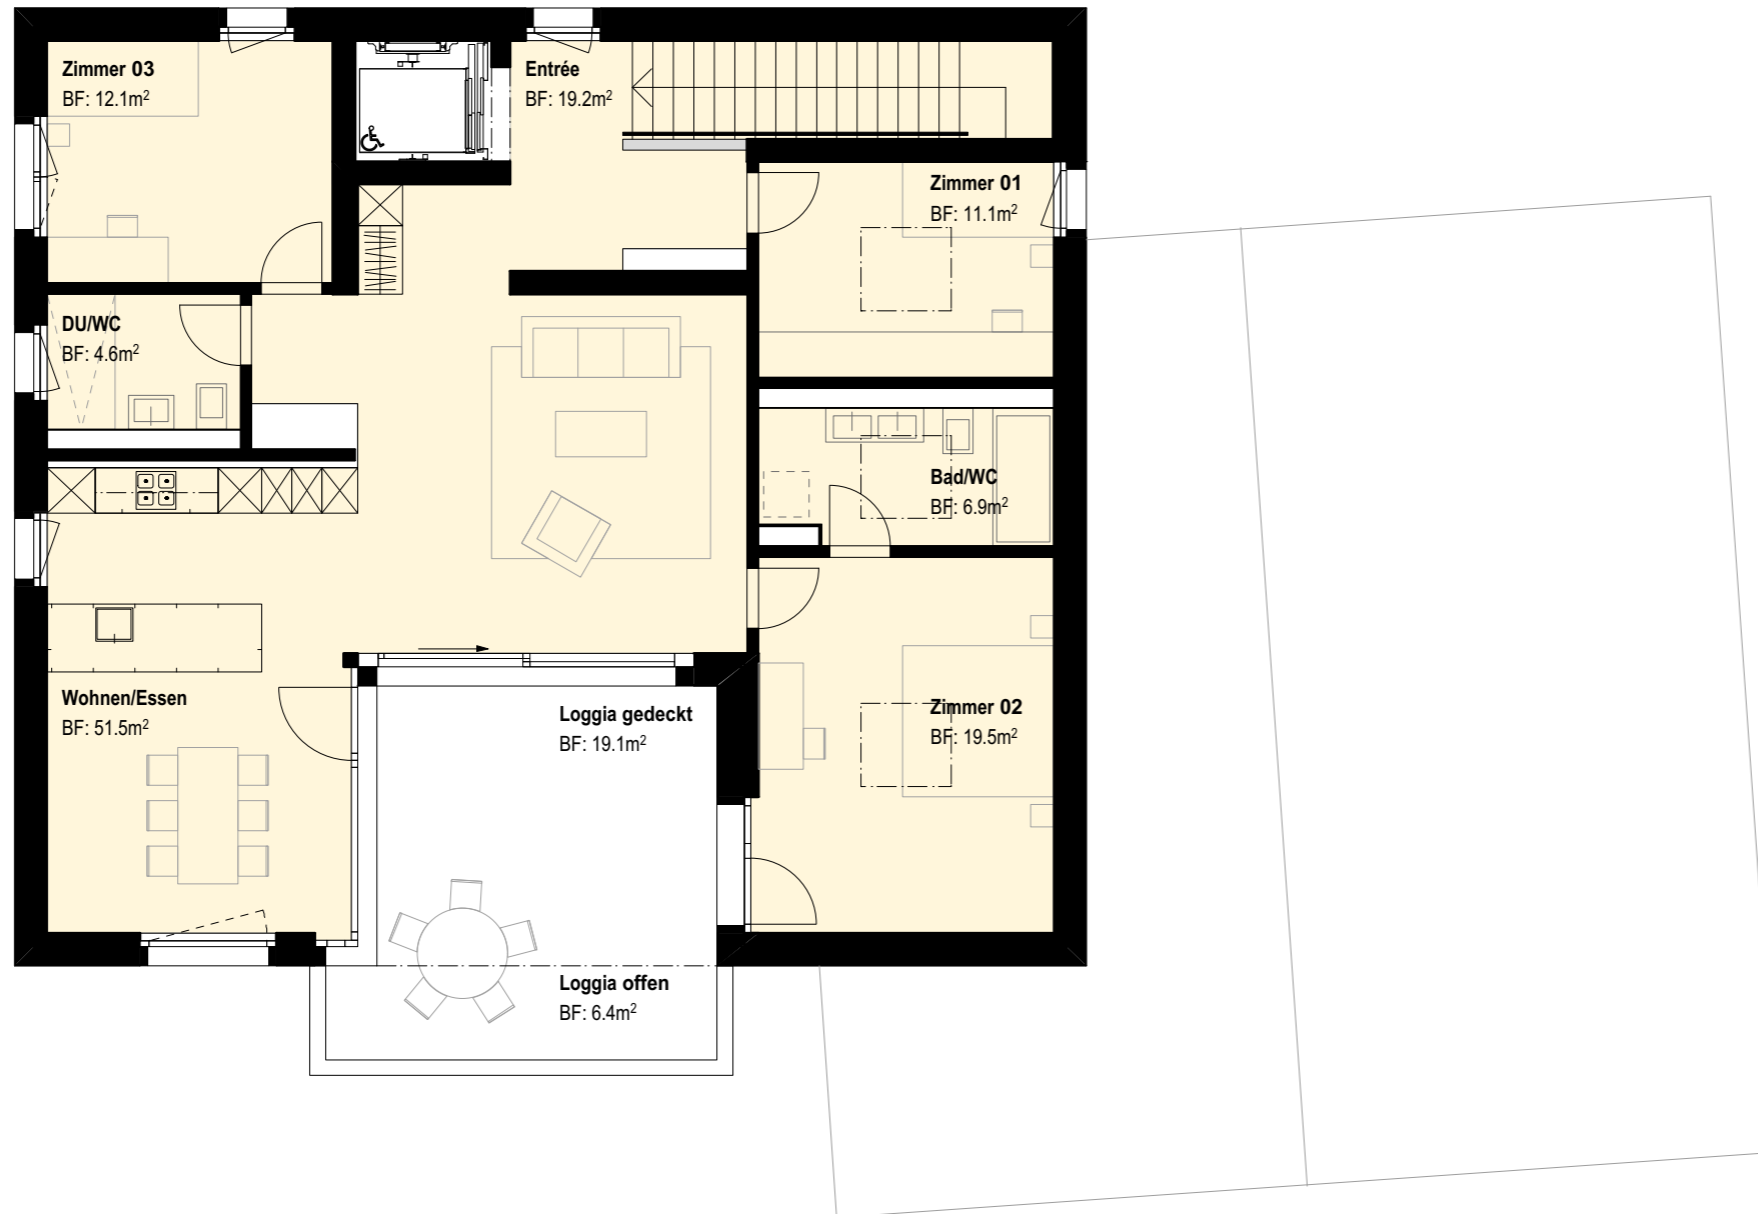 Zimmer 03
BF: 12.1m²
Entrée
BF: 19.2m²
Zimmer 01
BF: 11.1m²
DU/WC
BF: 4.6m²
Bad/WC
BF: 6.9m²
Wohnen/Essen
BF: 51.5m²
Loggia gedeckt
BF: 19.1m²
Zimmer 02
BF: 19.5m²
Loggia offen
BF: 6.4m²